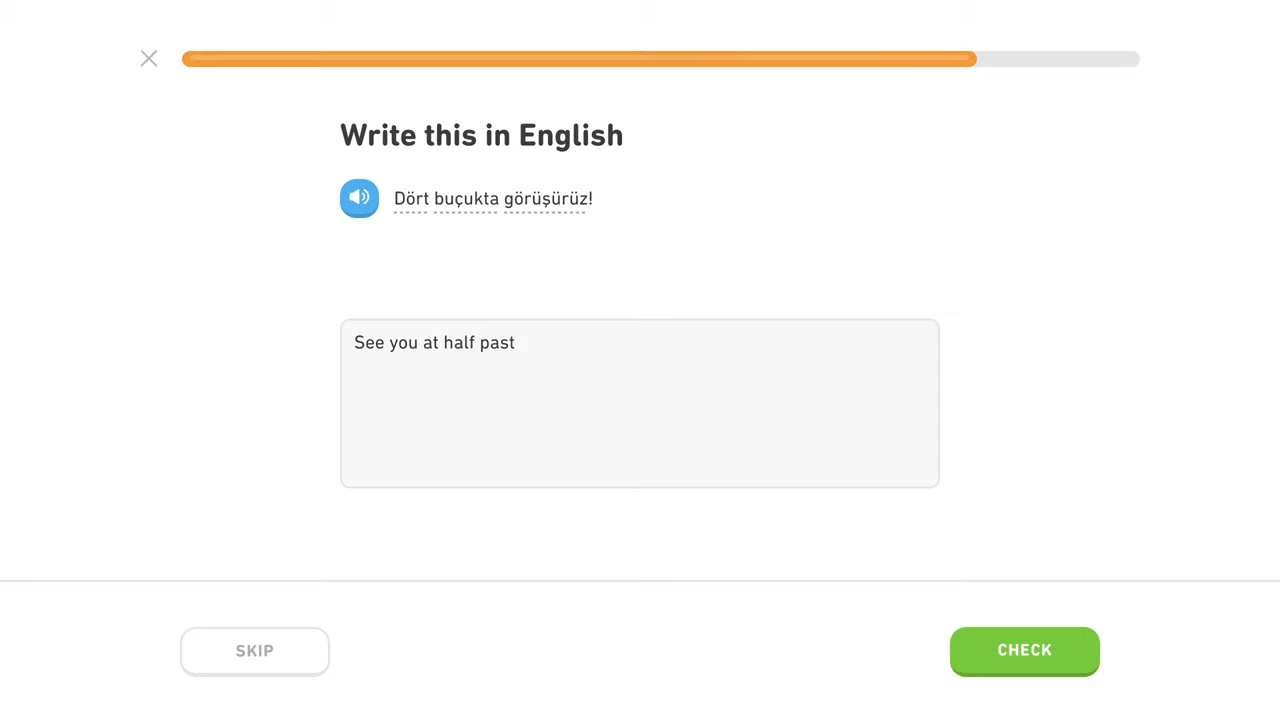 Write this in English
Dört buçukta görüşürüz!
See you at half past
SKIP
CHECK